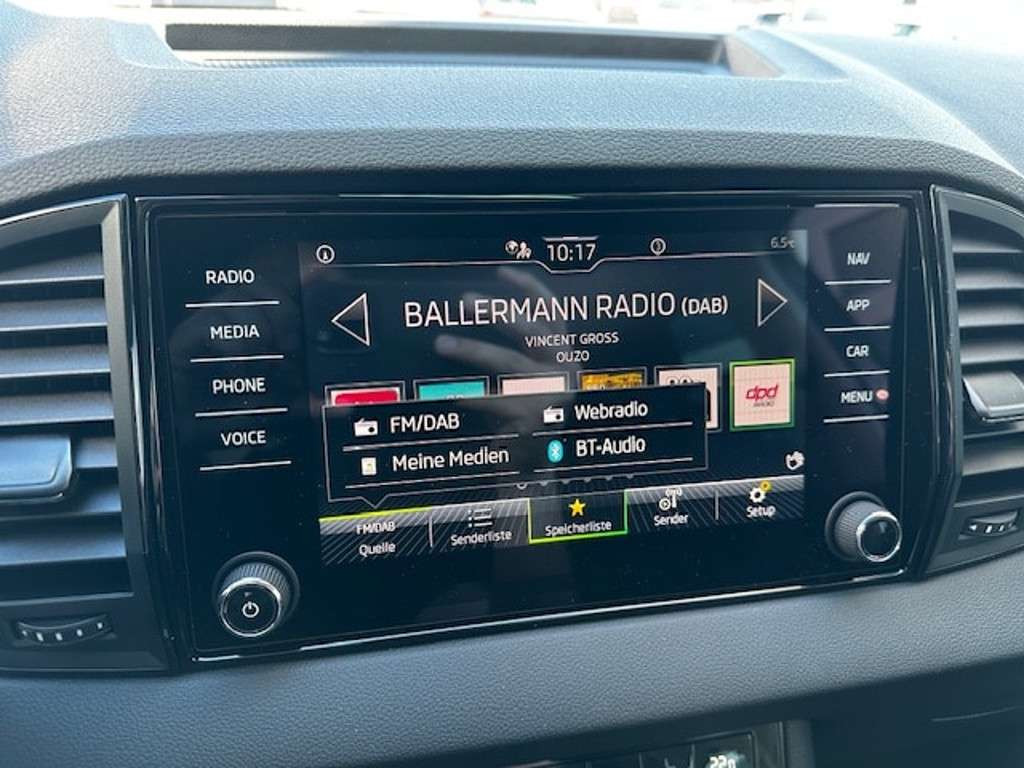 RADIO
MEDIA
PHONE
VOICE
10:17
6.5°C
BALLERMANN RADIO (DAB)
VINCENT GROSS
OUZO
dpd
RADIO
FM/DAB
Webradio
Meine Medien
BT-Audio
FM/DAB
Quelle
Senderliste
Speicherliste
Sender
Setup
NAV
APP
CAR
MENU